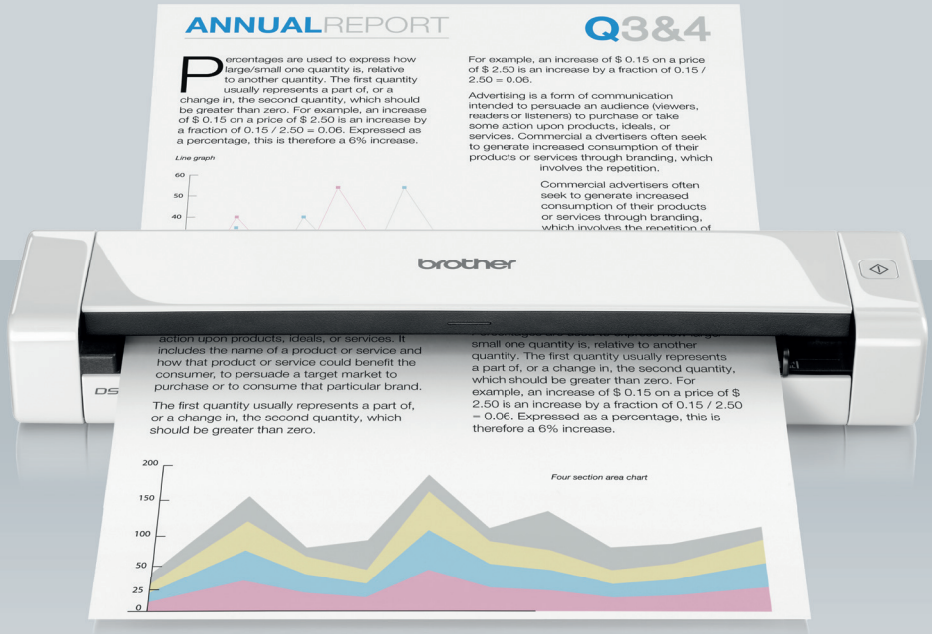 ANNUALREPORT
Q3&4
Percentages are used to express how
large/small one quantity is, relative
to another quantity. The first quantity
usually represents a part of, or a
change in, the second quantity, which should
be greater than zero. For example, an increase
of $ 0.15 on a price of $ 2.50 is an increase by
a fraction of 0.15 / 2.50 = 0.06. Expressed as
a percentage, this is therefore a 6% increase.
Line graph
60
50
40
For example, an increase of $ 0.15 on a price
of $ 2.50 is an increase by a fraction of 0.15 /
2.50 = 0.06.
Advertising is a form of communication
intended to persuade an audience (viewers,
readers or listeners) to purchase or take
some action upon products, ideals, or
services. Commercial a dvertisers often seek
to generate increased consumption of their
products or services through branding, which
involves the repetition.
Commercial advertisers often
seek to generate increased
consumption of their products
or services through branding,
which involves the repetition of
brother
DS
action upon products, ideals, or services. It
includes the name of a product or service and
how that product or service could benefit the
consumer, to persuade a target market to
purchase or to consume that particular brand.
The first quantity usually represents a part of,
or a change in, the second quantity, which
should be greater than zero.
small one quantity is, relative to another
quantity. The first quantity usually represents
a part of, or a change in, the second quantity,
which should be greater than zero. For
example, an increase of $ 0.15 on a price of $
2.50 is an increase by a fraction of 0.15 / 2.50
= 0.06. Expressed as a percentage, this is
therefore a 6% increase.
Four section area chart
200
150
100
50
25
0